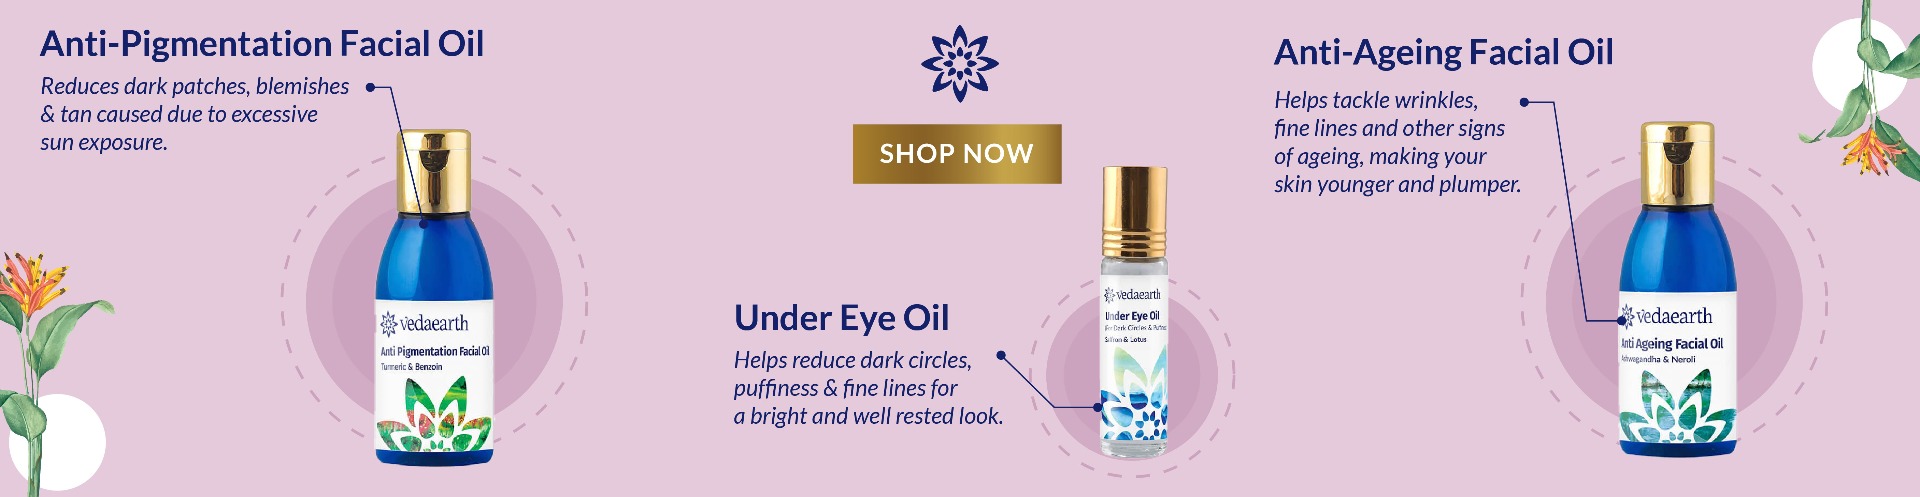 Anti-Pigmentation Facial Oil
Reduces dark patches, blemishes
& tan caused due to excessive
sun exposure.
vedaearth
Anti Pigmentation Facial Oil
Turmeric & Benzoin
SHOP NOW
Under Eye Oil
Helps reduce dark circles,
puffiness & fine lines for
a bright and well rested look.
vedaearth
Under Eye Oil
For Dark Circles &
Saffron & Lotus
Anti-Ageing Facial Oil
Helps tackle wrinkles,
fine lines and other signs
of ageing, making your
skin younger and plumper.
vedaearth
Anti Ageing Facial Oil
Ashwagandha & Neroli